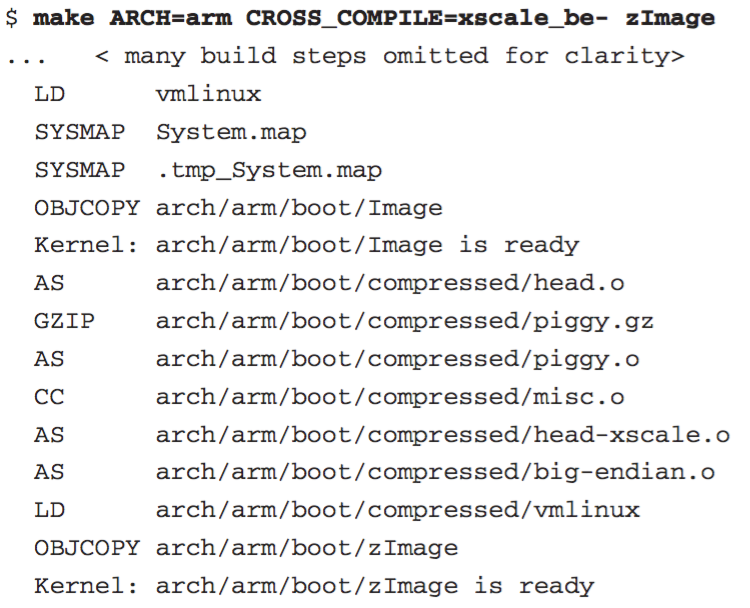 $ make ARCH=arm CROSS_COMPILE=xscale_be- zImage
... < many build steps omitted for clarity>
LD vmlinux
SYSMAP System.map
SYSMAP .tmp_System.map
OBJCOPY arch/arm/boot/Image
Kernel: arch/arm/boot/Image is ready
AS arch/arm/boot/compressed/head.o
GZIP arch/arm/boot/compressed/piggy.gz
AS arch/arm/boot/compressed/piggy.o
CC arch/arm/boot/compressed/misc.o
AS arch/arm/boot/compressed/head-xscale.o
AS arch/arm/boot/compressed/big-endian.o
LD arch/arm/boot/compressed/vmlinux
OBJCOPY arch/arm/boot/zImage
Kernel: arch/arm/boot/zImage is ready